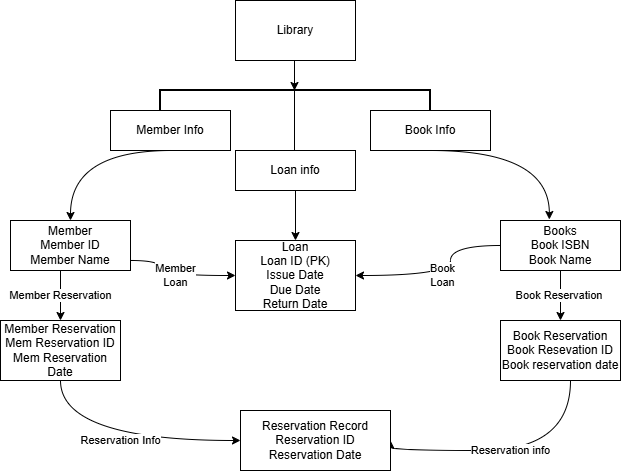 Library
Member Info
Book Info
Loan info
Member
Member ID
Member Name
Loan
Loan ID (PK)
Issue Date
Due Date
Return Date
Books
Book ISBN
Book Name
Member
Loan
Book
Loan
Member Reservation
Book Reservation
Member Reservation
Mem Reservation ID
Mem Reservation
Date
Book Reservation
Book Resevation ID
Book reservation date
Reservation Info
Reservation Record
Reservation ID
Reservation Date
Reservation info